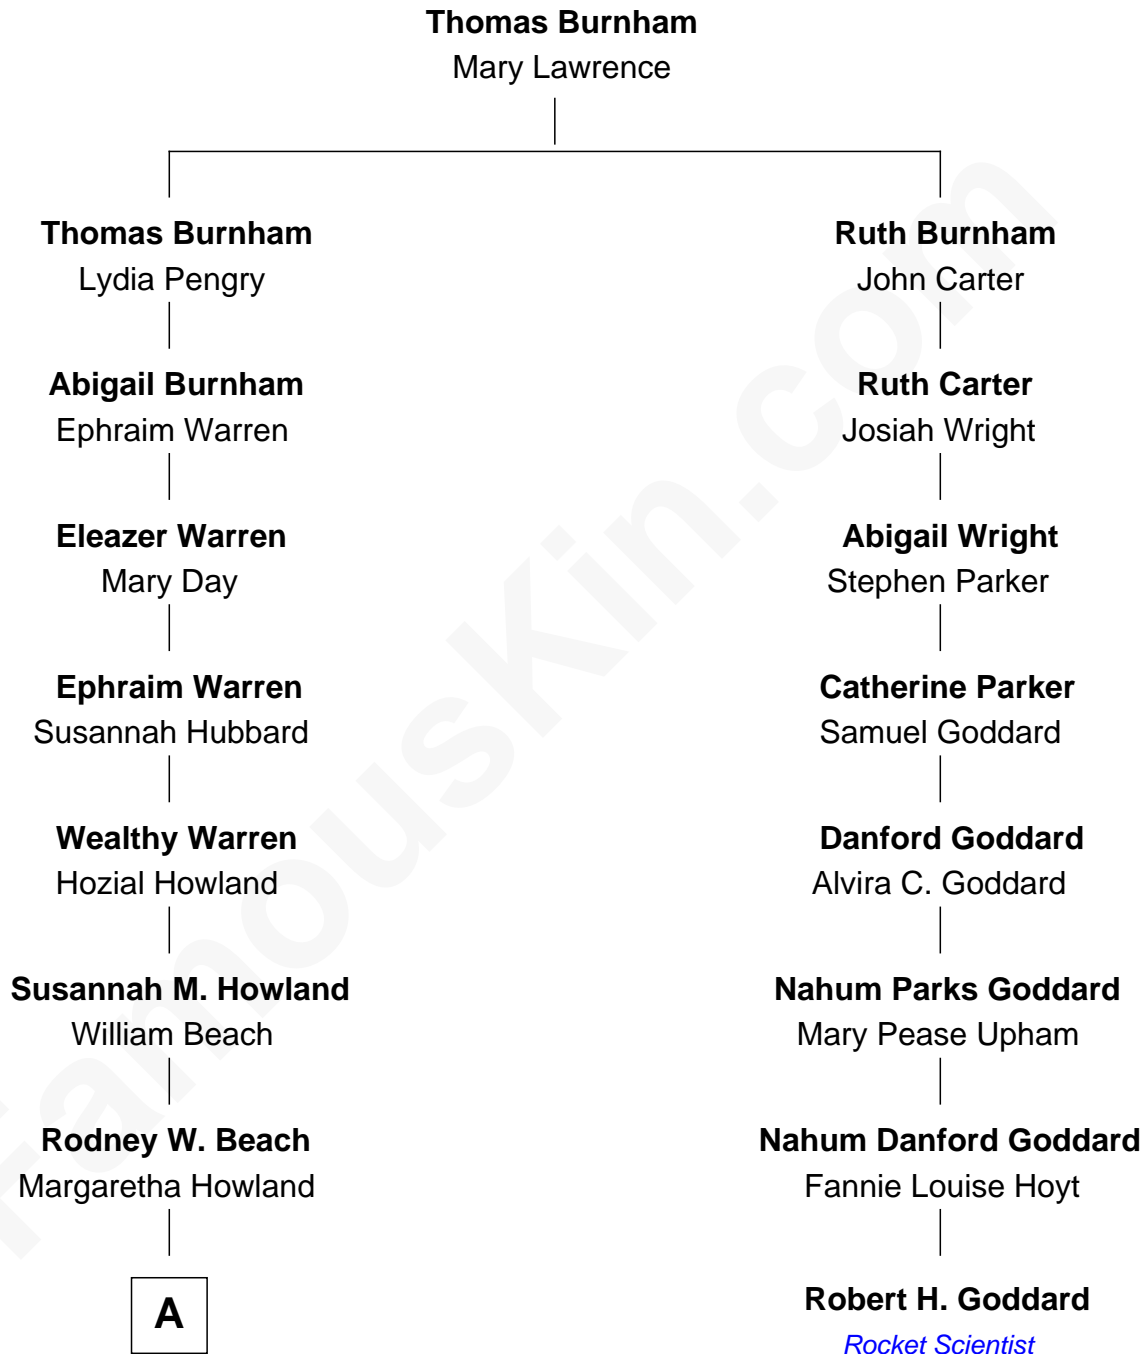 Thomas Burnham
Mary Lawrence
Thomas Burnham
Lydia Pengry
Ruth Burnham
John Carter
Abigail Burnham
Ephraim Warren
Ruth Carter
Josiah Wright
Eleazer Warren
Mary Day
Abigail Wright
Stephen Parker
Ephraim Warren
Susannah Hubbard
Catherine Parker
Samuel Goddard
Wealthy Warren
Hozial Howland
Danford Goddard
Alvira C. Goddard
Susannah M. Howland
William Beach
Nahum Parks Goddard
Mary Pease Upham
Rodney W. Beach
Margaretha Howland
Nahum Danford Goddard
Fannie Louise Hoyt
A
Robert H. Goddard
Rocket Scientist
FamousKin.com